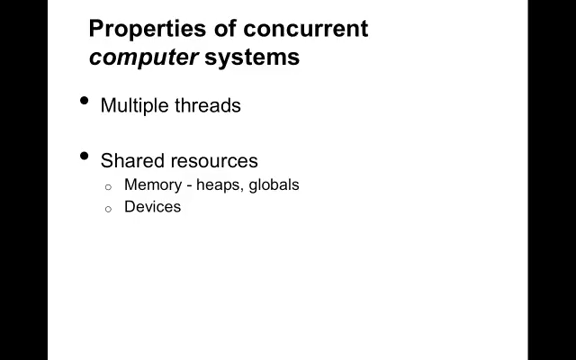 Properties of concurrent
computer systems
• Multiple threads
• Shared resources
o Memory - heaps, globals
o Devices